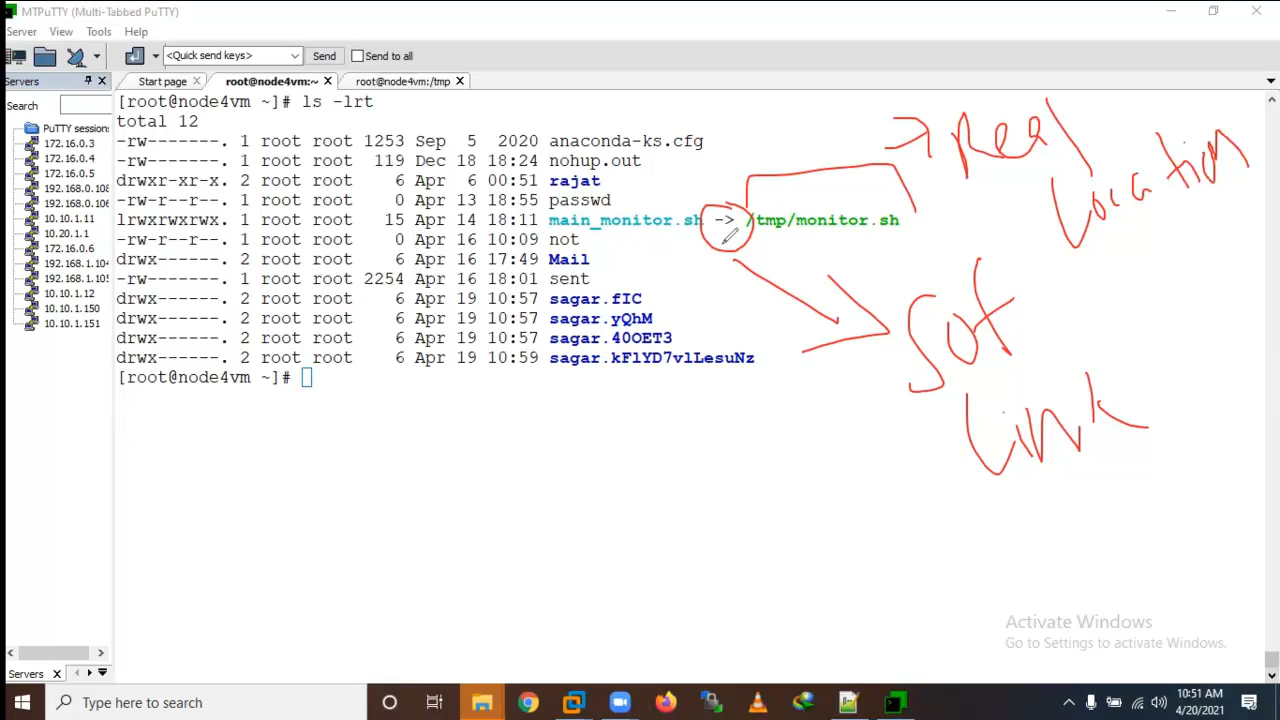 MTPuTTY (Multi-Tabbed PuTTY)
Server View Tools Help
<Quick send keys> Send Send to all
Servers Start page root@node4vm:~ root@node4vm:/tmp
Search
PuTTY sessions
172.16.0.3
172.16.0.4
172.16.0.5
192.168.0.108
192.168.0.106
10.10.1.11
10.20.1.1
172.16.0.6
192.168.1.104
192.168.1.105
10.10.1.12
10.10.1.150
10.10.1.151
Servers
[root@node4vm ~]# ls -lrt
total 12
-rw-------. 1 root root 1253 Sep 5 2020 anaconda-ks.cfg
-rw-------. 1 root root 119 Dec 18 18:24 nohup.out
drwxr-xr-x. 2 root root 6 Apr 6 00:51 rajat
-rw-r--r--. 1 root root 0 Apr 13 18:55 passwd
lrwxrwxrwx. 1 root root 15 Apr 14 18:11 main_monitor.sh -> /tmp/monitor.sh
-rw-r--r--. 1 root root 0 Apr 16 10:09 not
drwx------. 2 root root 6 Apr 16 17:49 Mail
-rw-------. 1 root root 2254 Apr 16 18:01 sent
drwx------. 2 root root 6 Apr 19 10:57 sagar.fIC
drwx------. 2 root root 6 Apr 19 10:57 sagar.yQhM
drwx------. 2 root root 6 Apr 19 10:57 sagar.40OET3
drwx------. 2 root root 6 Apr 19 10:59 sagar.kFlYD7vlLesuNz
[root@node4vm ~]#
Real
Location
Sof
Link
Activate Windows
Go to Settings to activate Windows.
Type here to search
10:51 AM
4/20/2021